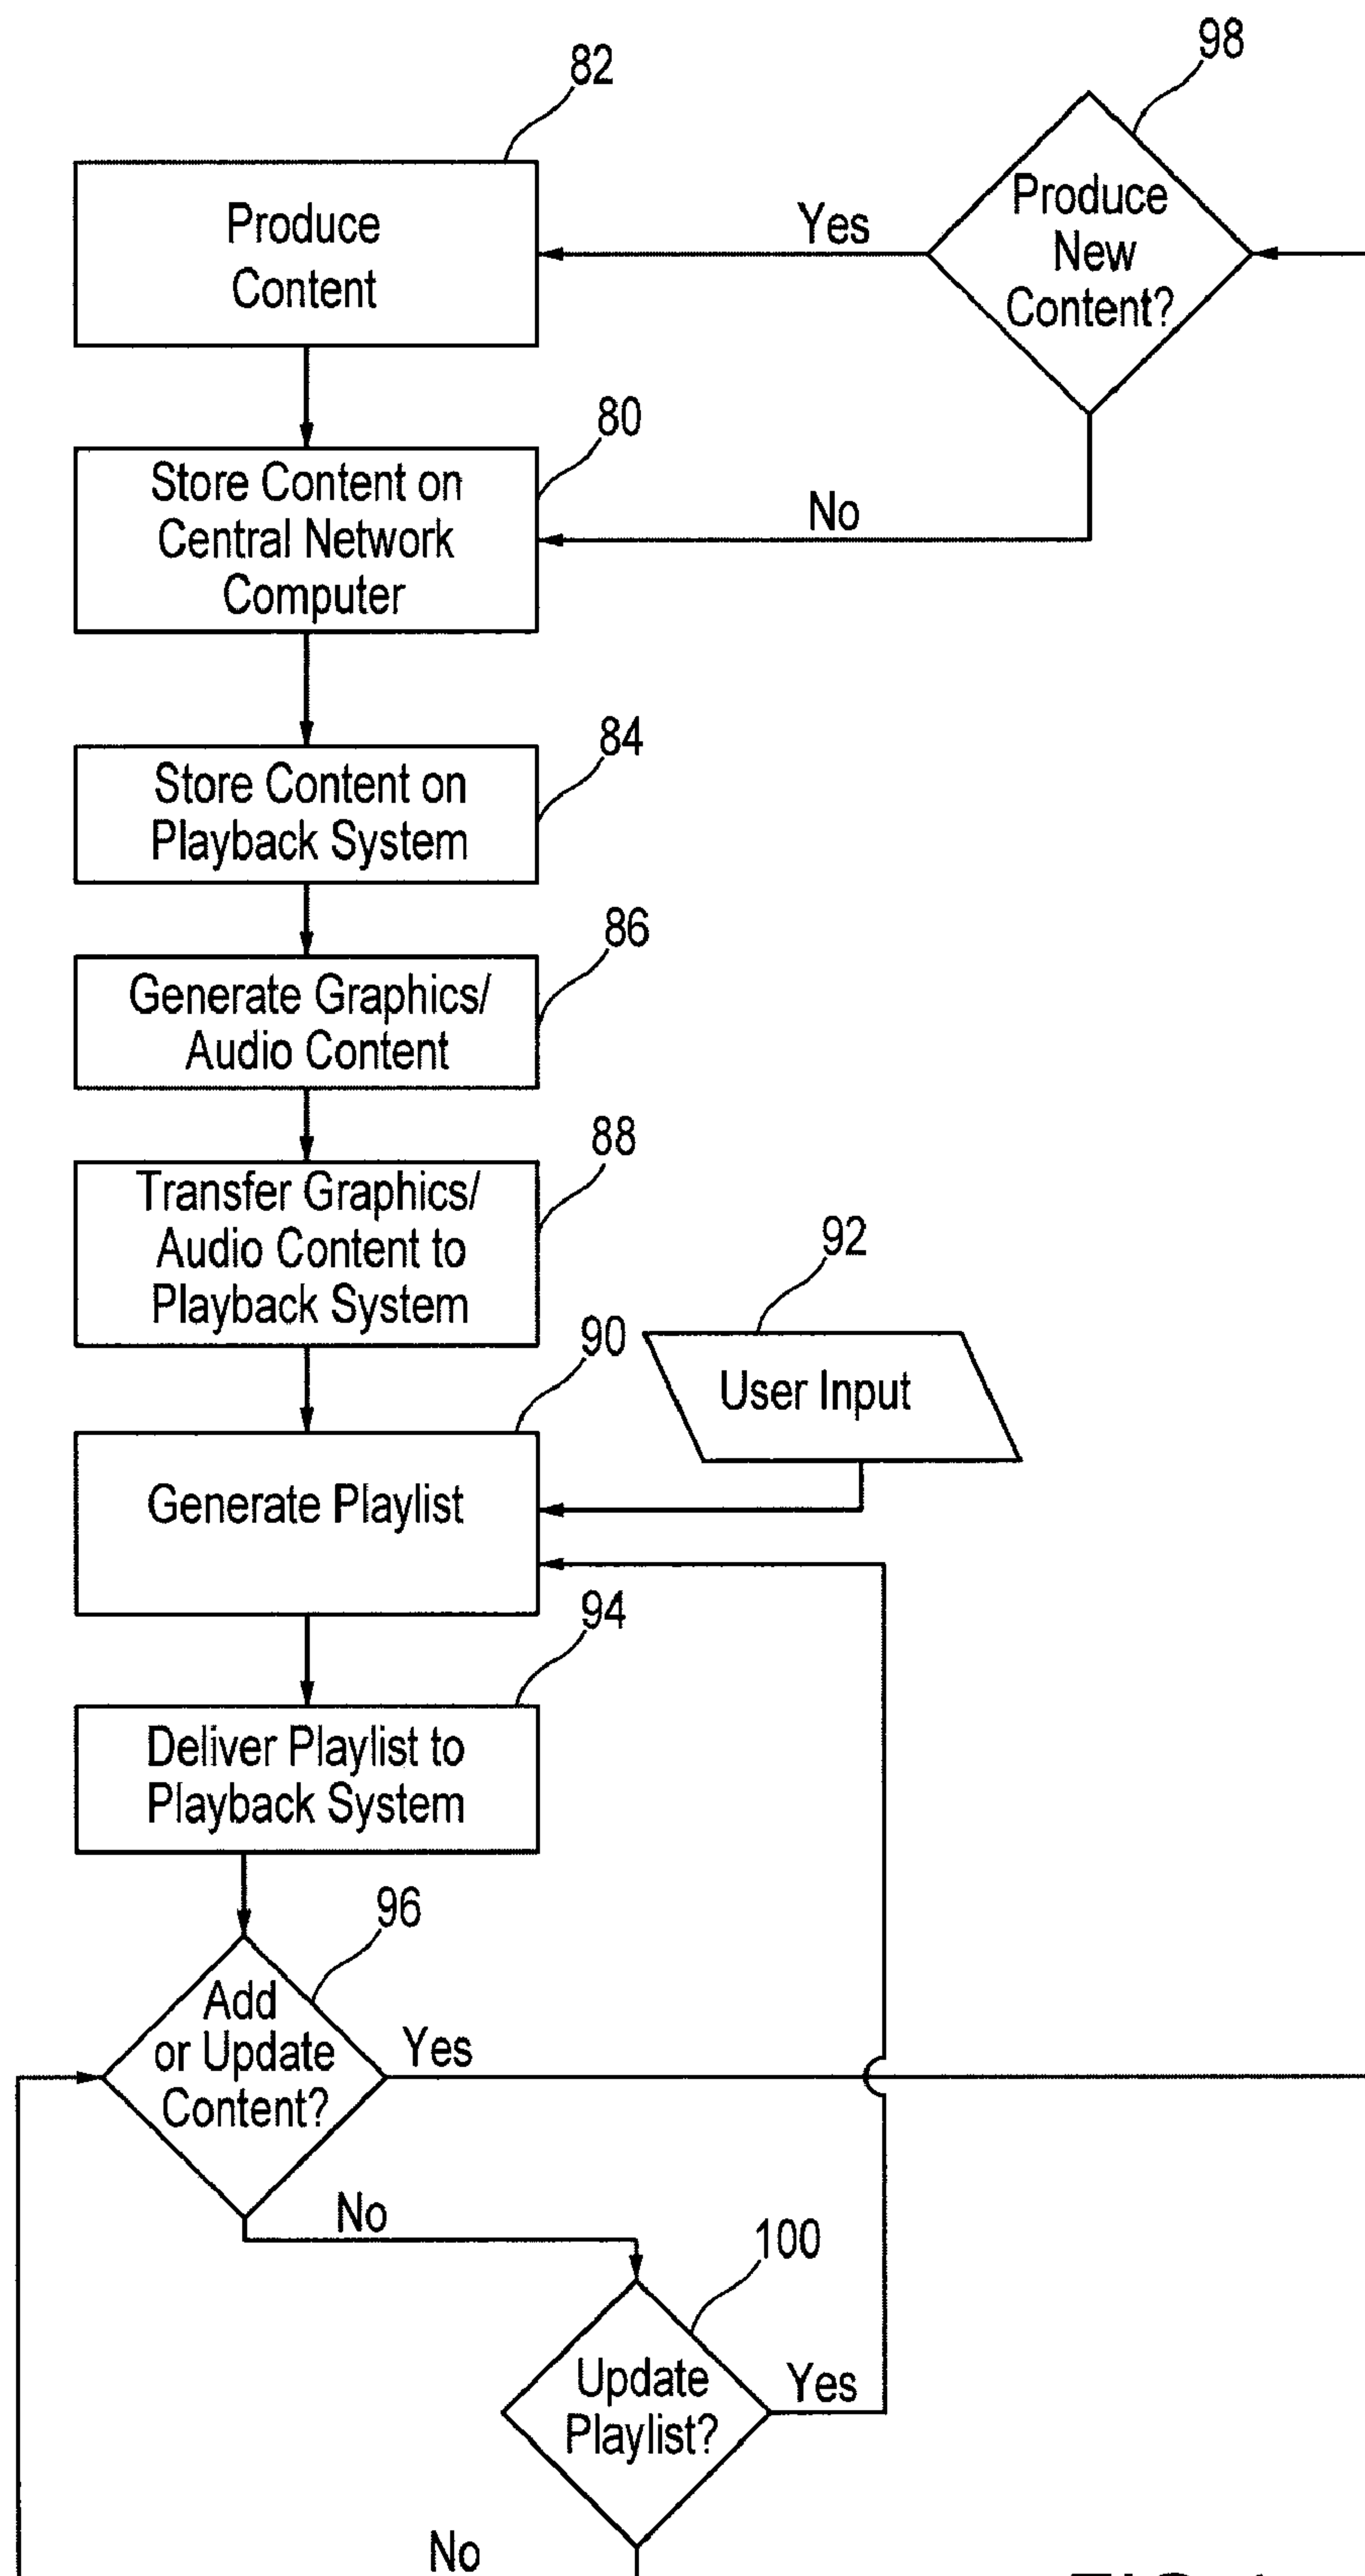 82
98
Produce
Content
Yes
Produce
New
Content?
80
Store Content on
Central Network
Computer
No
84
Store Content on
Playback System
86
Generate Graphics/
Audio Content
88
Transfer Graphics/
Audio Content to
Playback System
92
User Input
90
Generate Playlist
94
Deliver Playlist to
Playback System
96
Add
or Update
Content?
Yes
No
100
Update
Playlist?
Yes
No